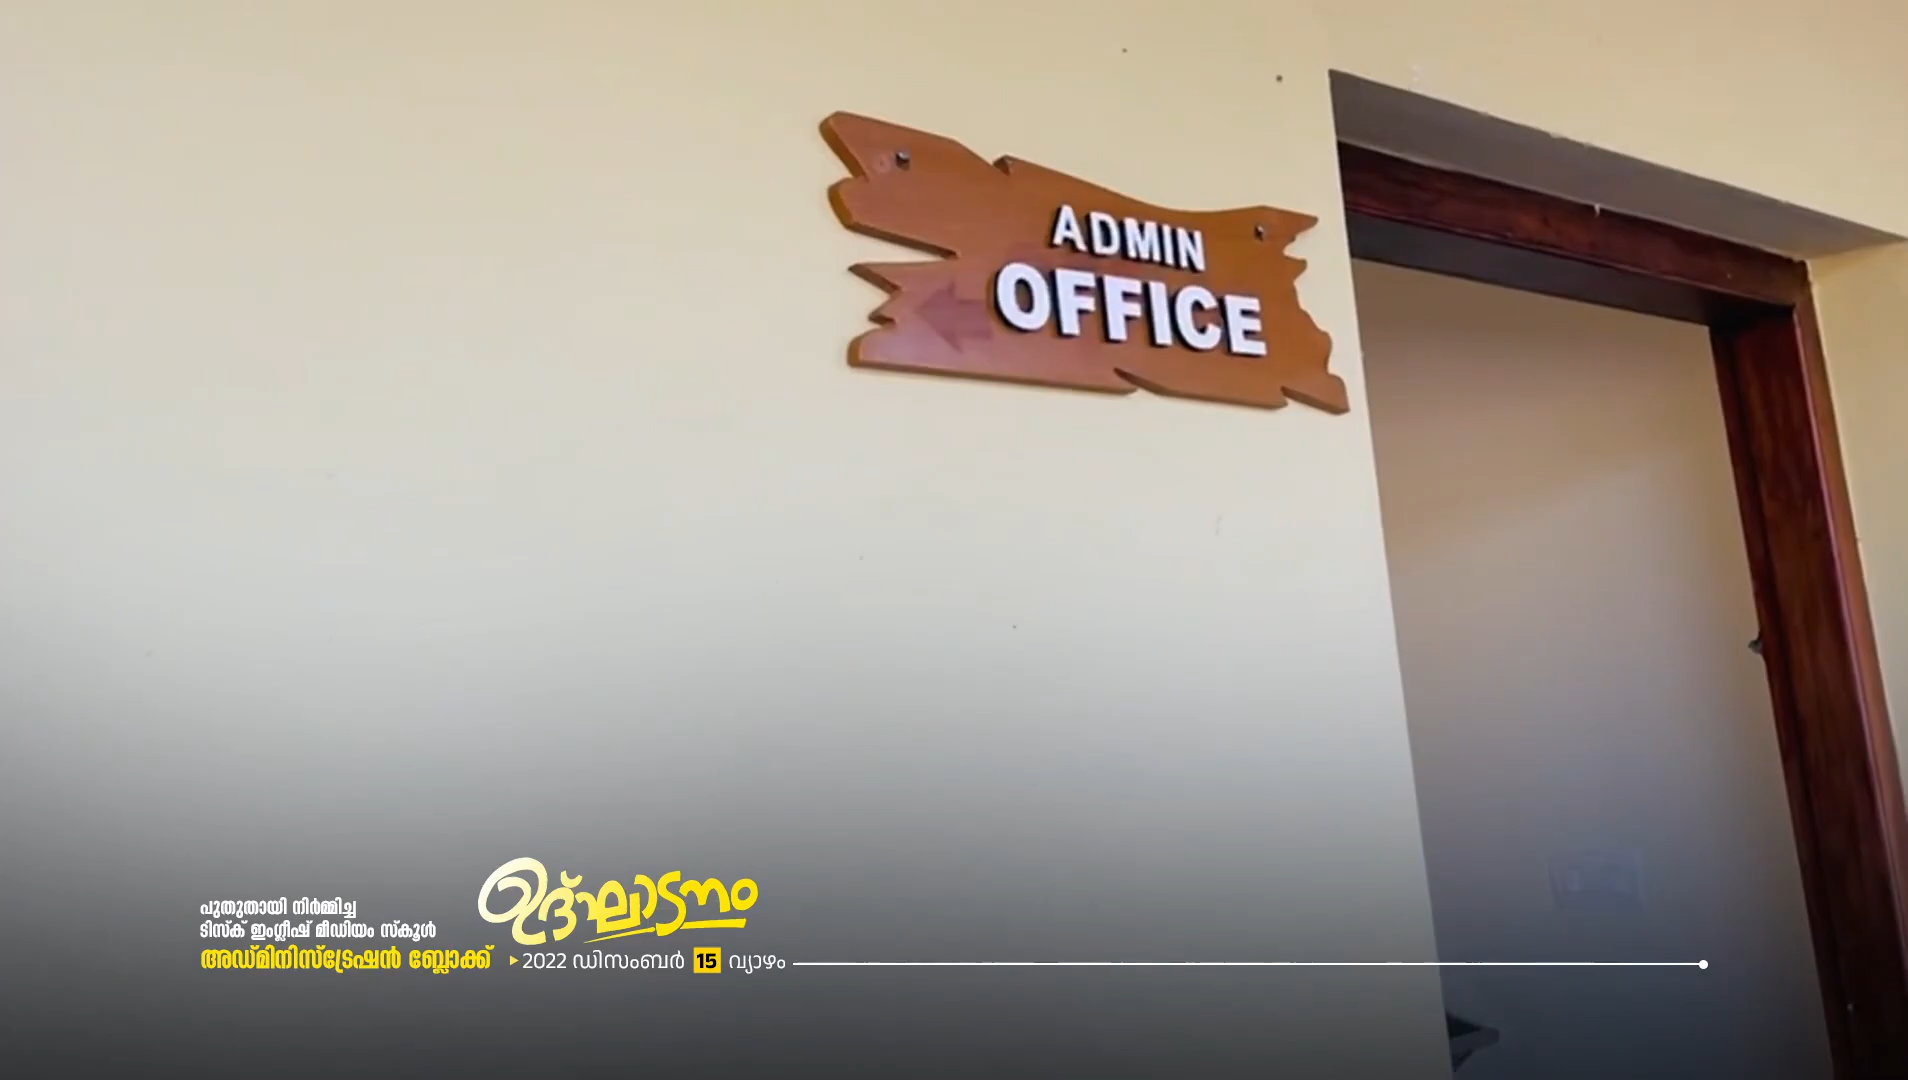 ADMIN
OFFICE
പുതുതായി നിർമ്മിച്ച
ടിസ്ക് ഇംഗ്ലീഷ് മീഡിയം സ്കൂൾ
അഡ്മിനിസ്ട്രേഷൻ ബ്ലോക്ക്
ഉദ്ഘാടനം
2022 ഡിസംബർ 15 വ്യാഴം